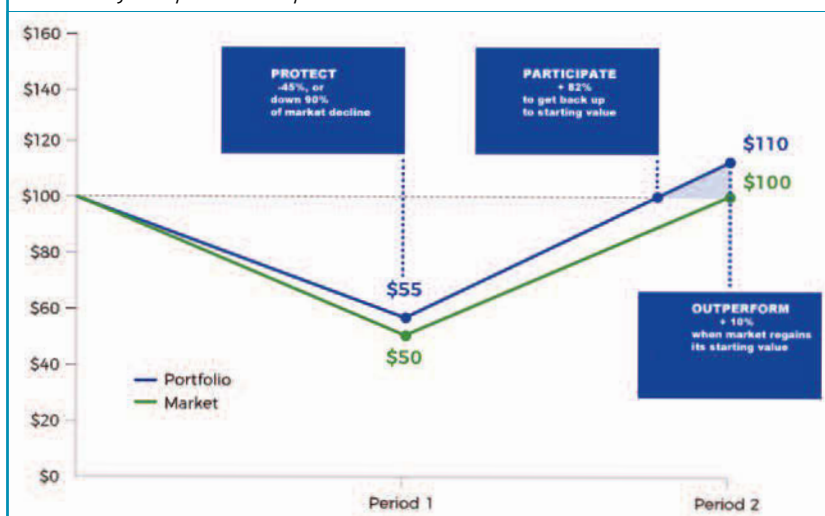 $160
$140
$120
$100
$80
$60
$40
$20
$0
PROTECT
-45%, or
down 90%
of market decline
PARTICIPATE
+ 82%
to get back up
to starting value
$110
$100
$55
$50
OUTPERFORM
+ 10%
when market regains
its starting value
Portfolio
Market
Period 1
Period 2